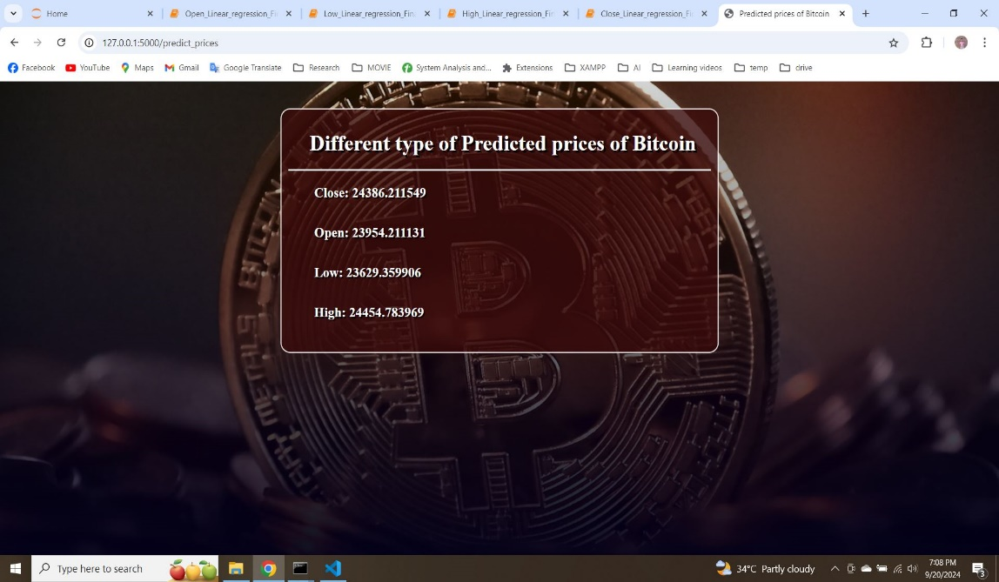 Home
Open_Linear_regression_Fi
Low_Linear_regression_Fin
High_Linear_regression_Fin
Close_Linear_regression_Fi
Predicted prices of Bitcoin
127.0.0.1:5000/predict_prices
Facebook
YouTube
Maps
Gmail
Google Translate
Research
MOVIE
System Analysis and...
Extensions
XAMPP
AI
Learning videos
temp
drive
Different type of Predicted prices of Bitcoin
Close: 24386.211549
Open: 23954.211131
Low: 23629.359906
High: 24454.783969
Type here to search
34°C Partly cloudy
7:08 PM
9/20/2024
3